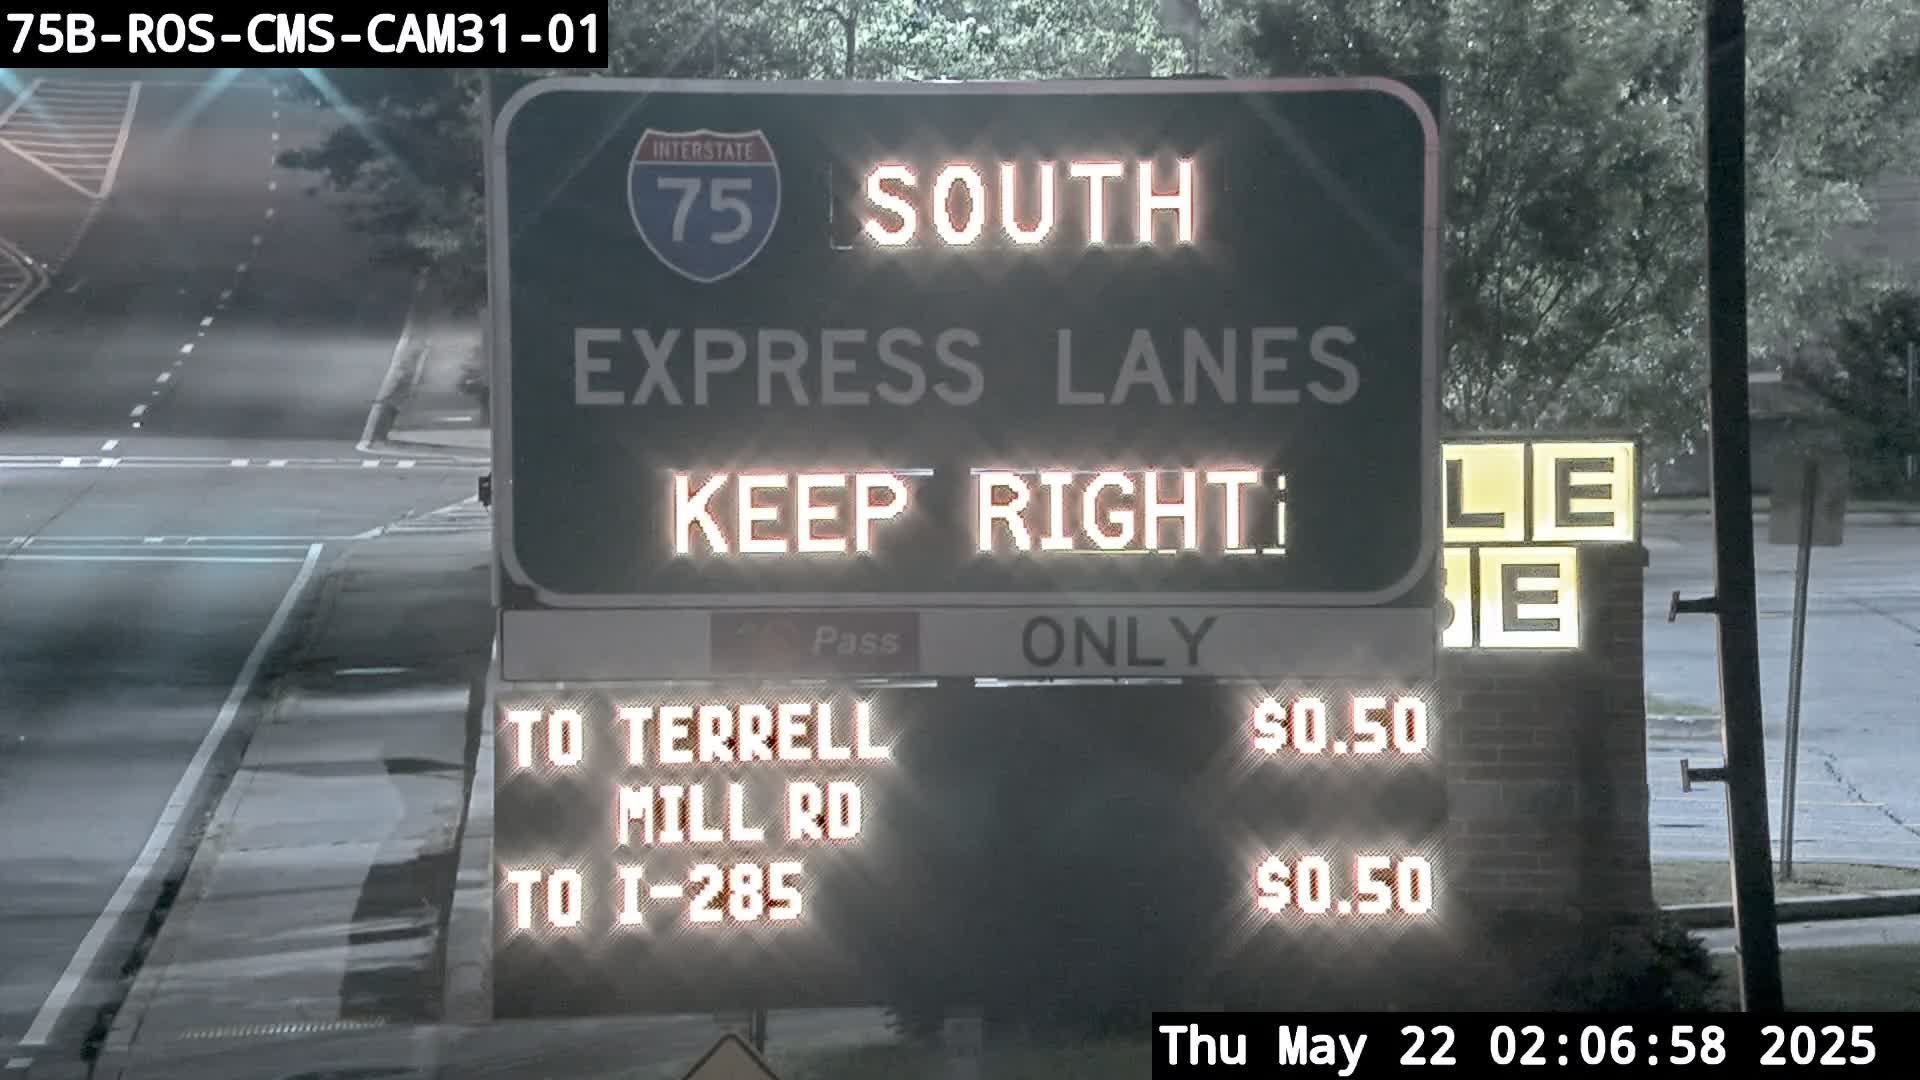 75B-ROS-CMS-CAM31-01
INTERSTATE
75
SOUTH
EXPRESS LANES
KEEP RIGHT
Pass ONLY
TO TERRELL $0.50
MILL RD
TO I-285 $0.50
LE
E
Thu May 22 02:06:58 2025